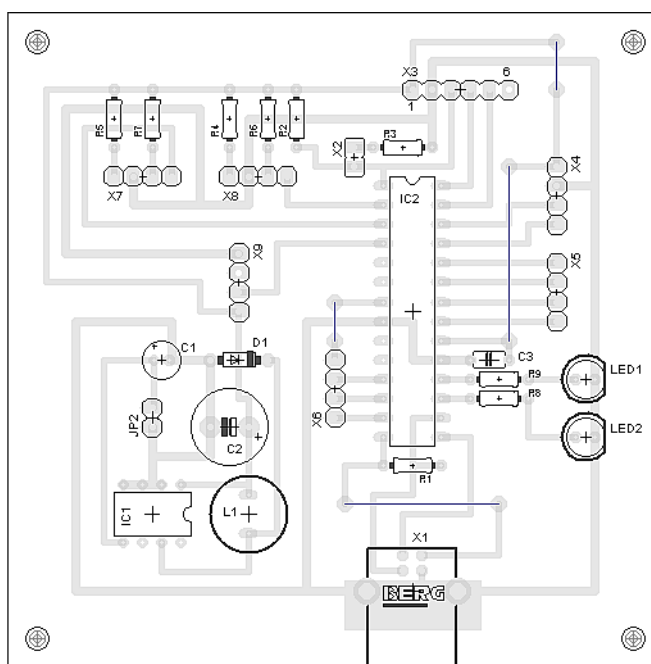 X3
6
1
R5
R7
R4
R6
R2
X2
R3
X4
X7
X8
IC2
X9
X5
C1
D1
C3
R9
LED1
JP2
X6
R8
C2
LED2
R1
IC1
L1
X1
BERG